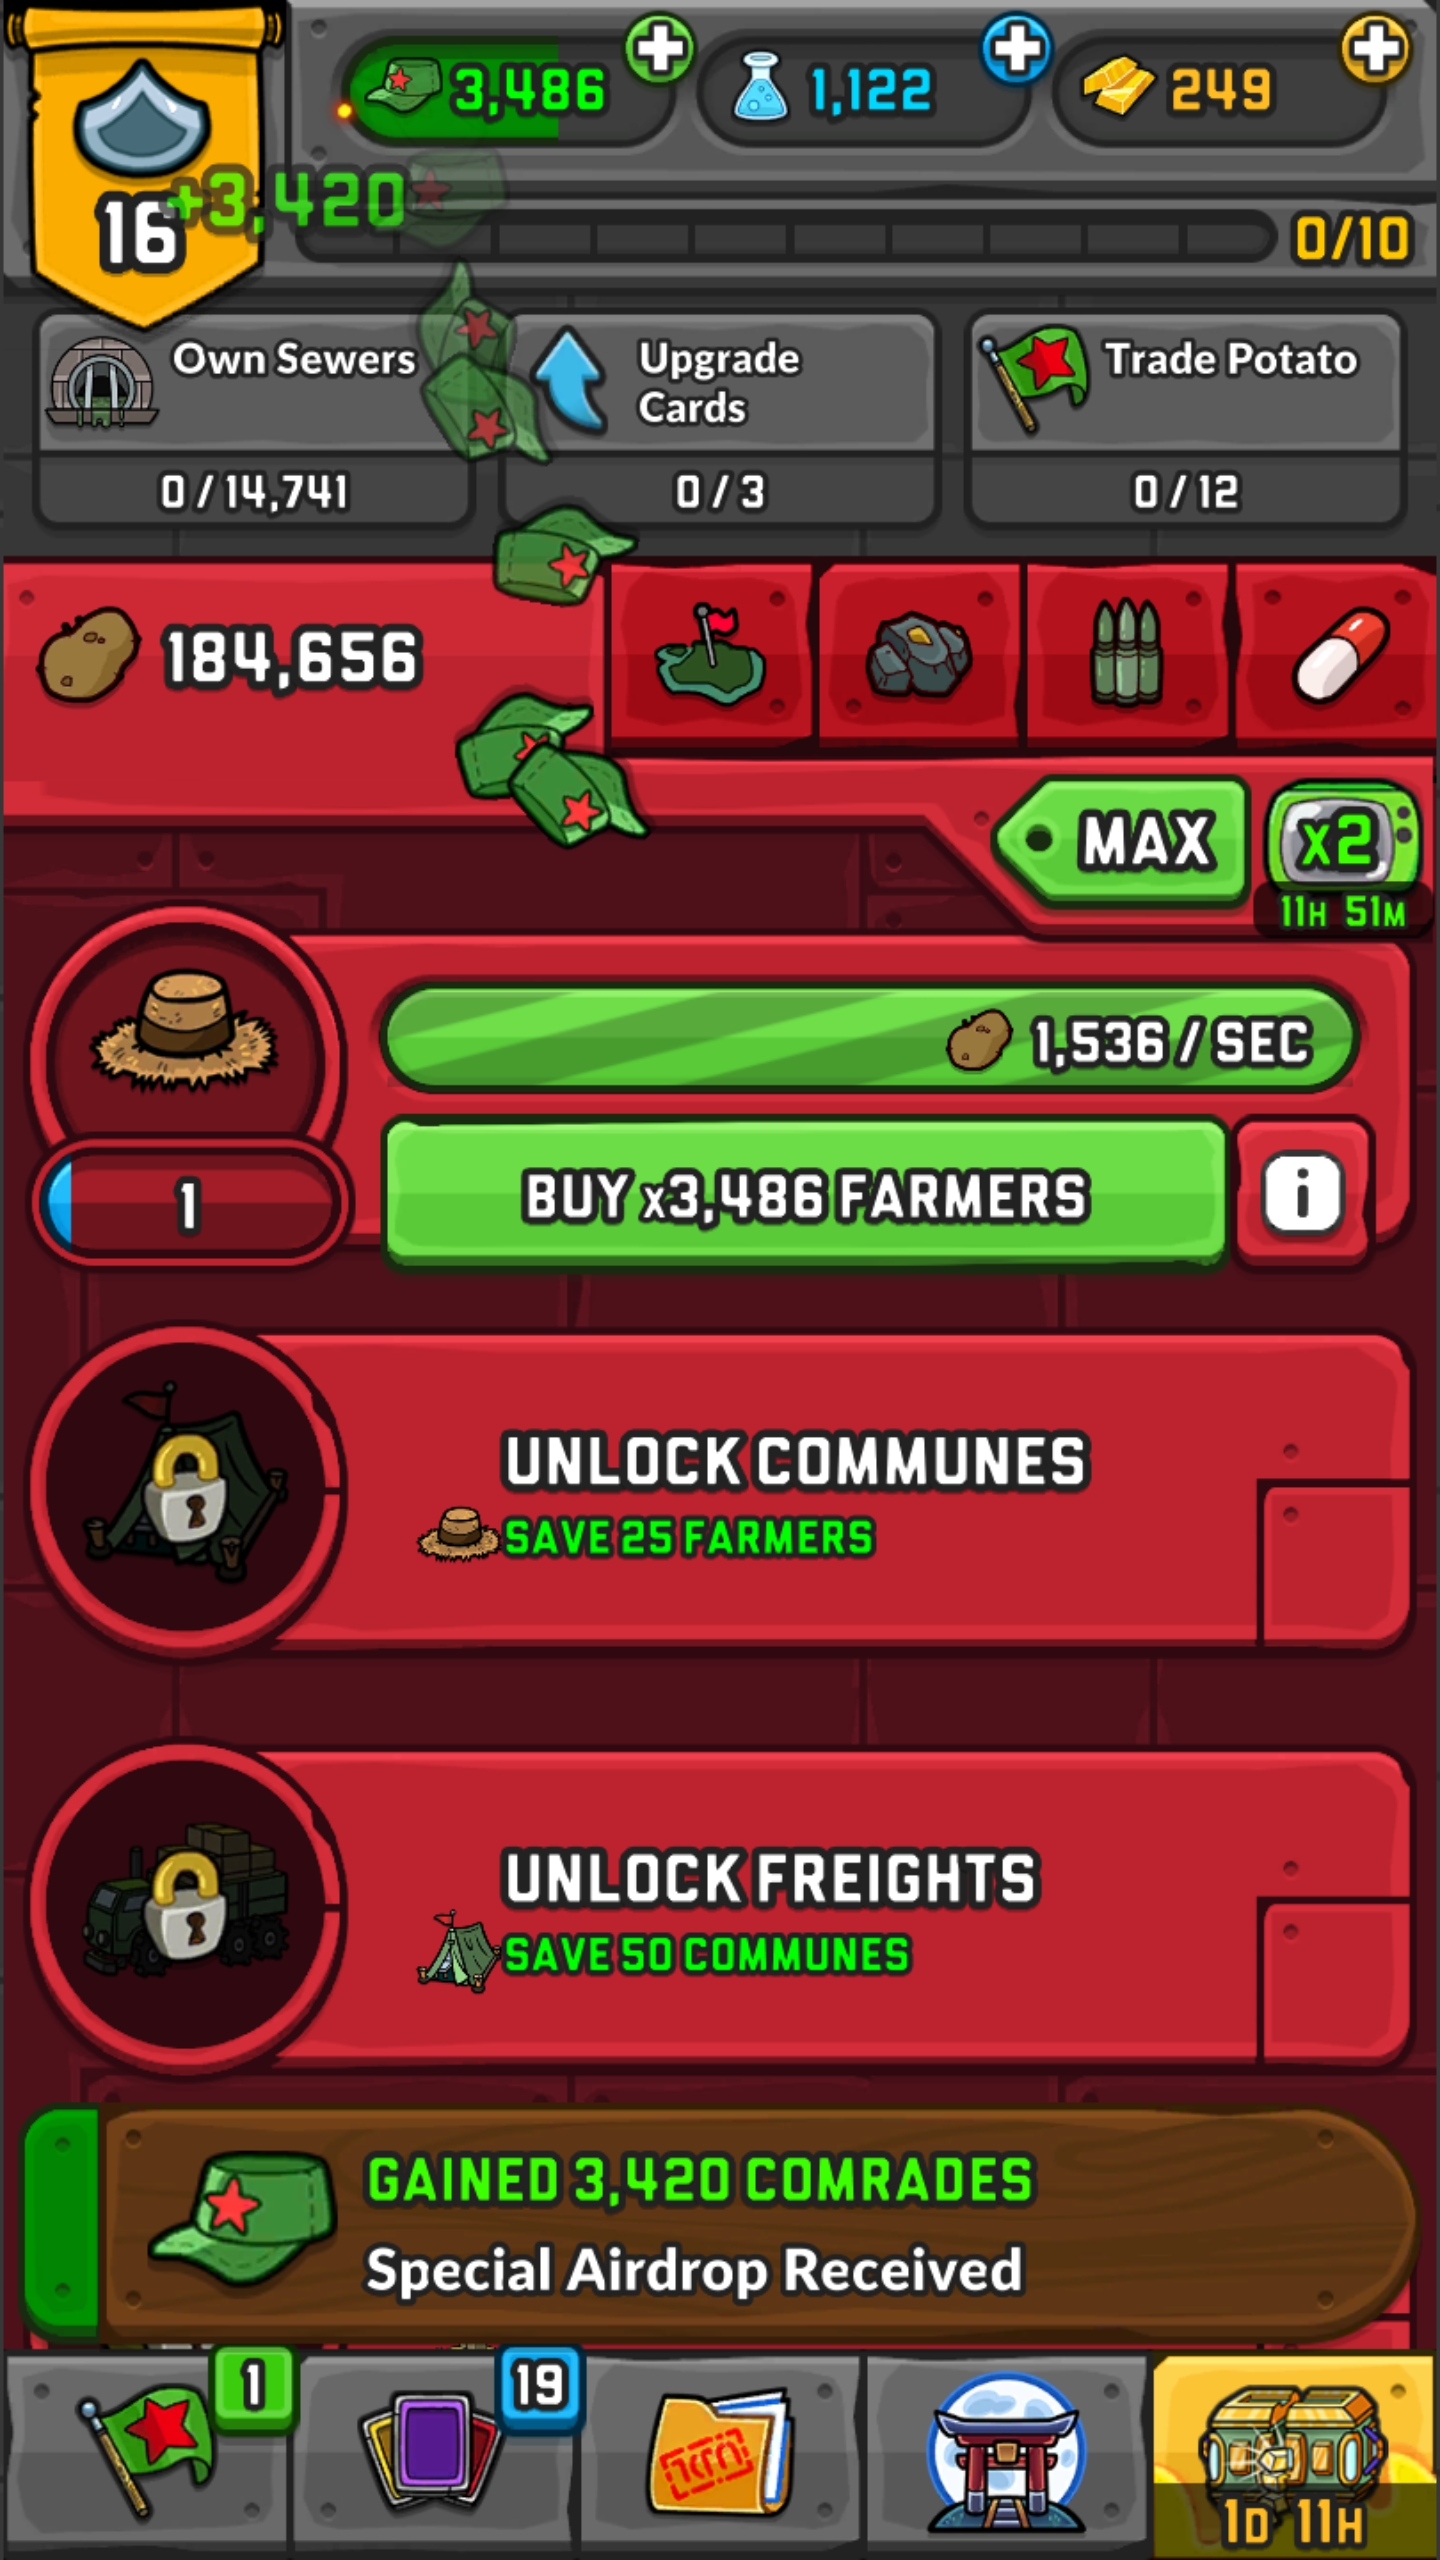 3,486
1,122
249
16
+3,420
0/10
Own Sewers
0 / 14,741
Upgrade
Cards
0 / 3
Trade Potato
0 / 12
184,656
MAX
x2
11H 51M
1,536 / SEC
1
BUY x3,486 FARMERS
i
UNLOCK COMMUNES
SAVE 25 FARMERS
UNLOCK FREIGHTS
SAVE 50 COMMUNES
GAINED 3,420 COMRADES
Special Airdrop Received
1
19
1D 11H